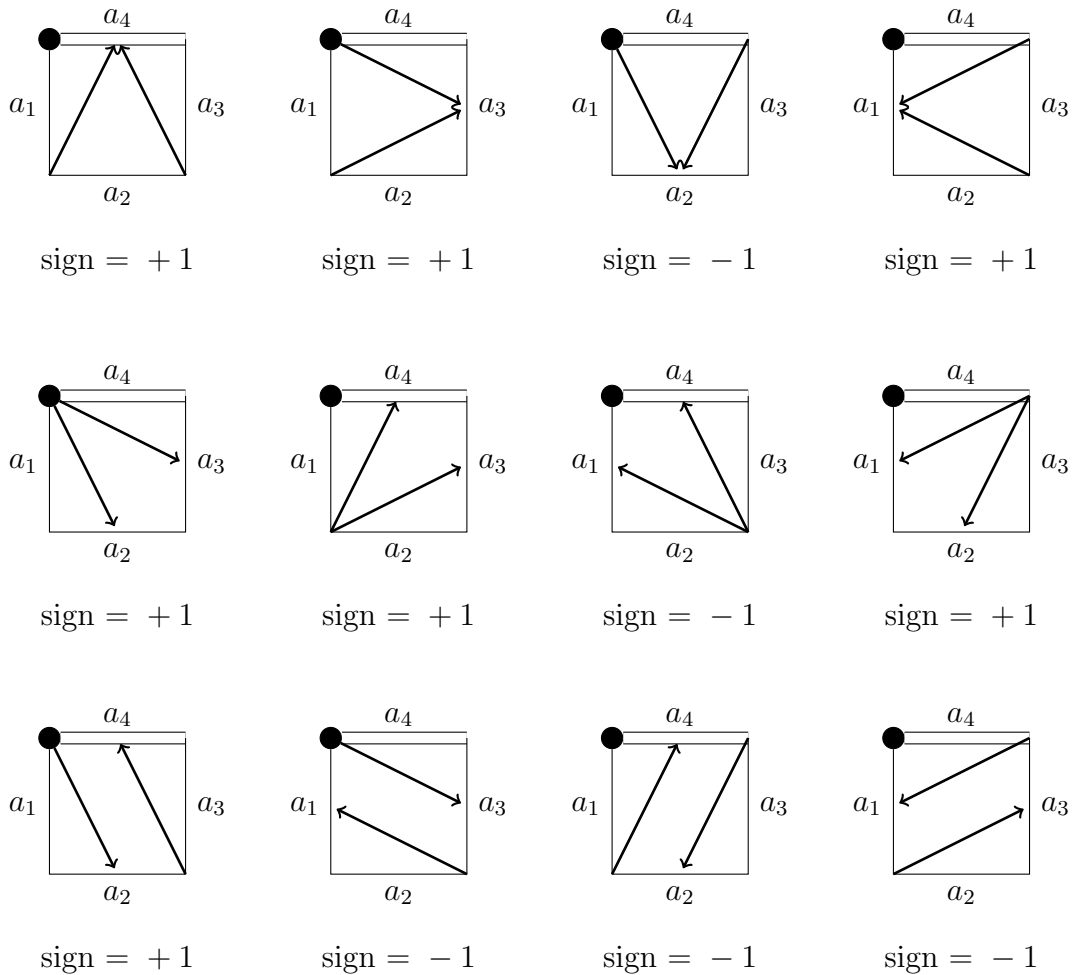 a₄ a₄ a₄ a₄
a₁ a₃ a₁ a₃ a₁ a₃ a₁ a₃
a₂ a₂ a₂ a₂
sign = +1 sign = +1 sign = −1 sign = +1
a₄ a₄ a₄ a₄
a₁ a₃ a₁ a₃ a₁ a₃ a₁ a₃
a₂ a₂ a₂ a₂
sign = +1 sign = +1 sign = −1 sign = +1
a₄ a₄ a₄ a₄
a₁ a₃ a₁ a₃ a₁ a₃ a₁ a₃
a₂ a₂ a₂ a₂
sign = +1 sign = −1 sign = −1 sign = −1